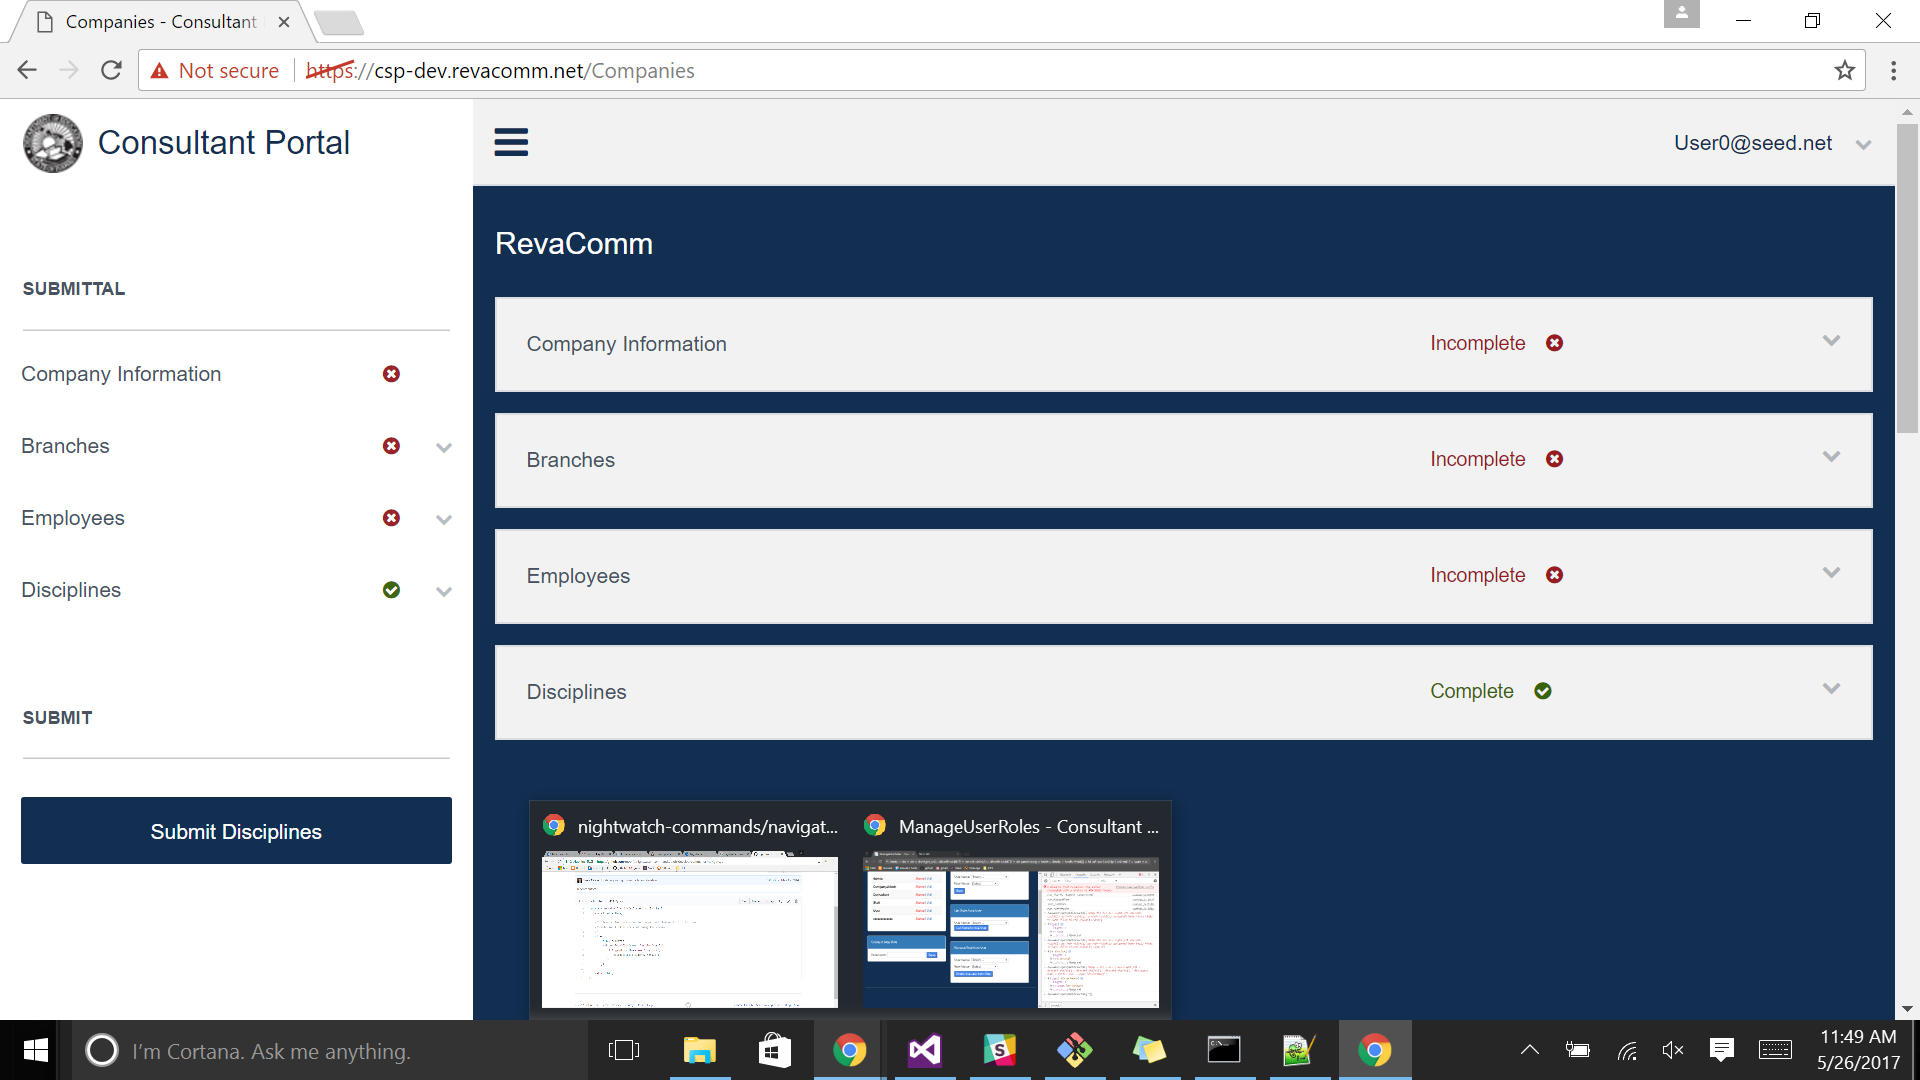 Companies - Consultant
Not secure
https://csp-dev.revacomm.net/Companies
Consultant Portal
User0@seed.net
RevaComm
SUBMITTAL
Company Information
Branches
Employees
Disciplines
SUBMIT
Submit Disciplines
Company Information Incomplete
Branches Incomplete
Employees Incomplete
Disciplines Complete
nightwatch-commands/navigat...
ManageUserRoles - Consultant ...
I'm Cortana. Ask me anything.
11:49 AM
5/26/2017